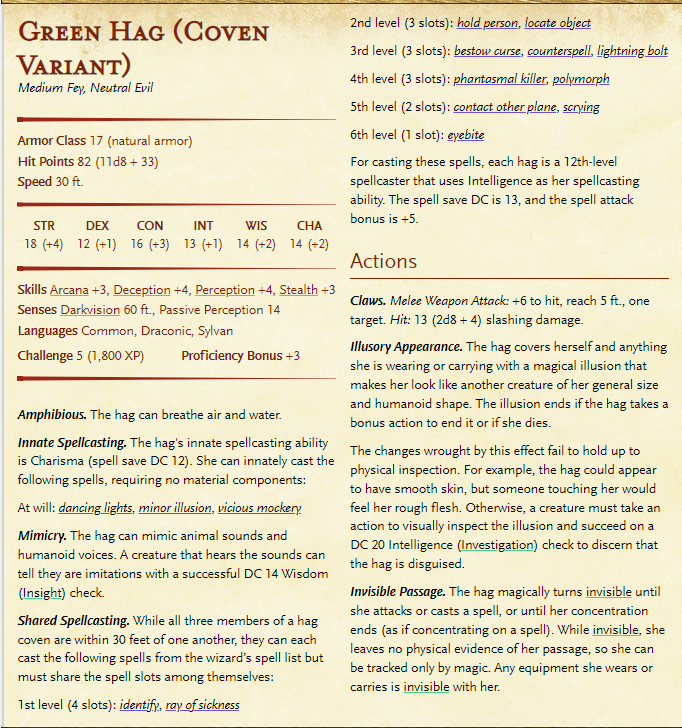 Green Hag (Coven
Variant)
Medium Fey, Neutral Evil
Armor Class 17 (natural armor)
Hit Points 82 (11d8 + 33)
Speed 30 ft.
STR DEX CON INT WIS CHA
18 (+4) 12 (+1) 16 (+3) 13 (+1) 14 (+2) 14 (+2)
Skills Arcana +3, Deception +4, Perception +4, Stealth +3
Senses Darkvision 60 ft., Passive Perception 14
Languages Common, Draconic, Sylvan
Challenge 5 (1,800 XP) Proficiency Bonus +3
Amphibious. The hag can breathe air and water.
Innate Spellcasting. The hag's innate spellcasting ability
is Charisma (spell save DC 12). She can innately cast the
following spells, requiring no material components:
At will: dancing lights, minor illusion, vicious mockery
Mimicry. The hag can mimic animal sounds and
humanoid voices. A creature that hears the sounds can
tell they are imitations with a successful DC 14 Wisdom
(Insight) check.
Shared Spellcasting. While all three members of a hag
coven are within 30 feet of one another, they can each
cast the following spells from the wizard's spell list but
must share the spell slots among themselves:
1st level (4 slots): identify, ray of sickness
2nd level (3 slots): hold person, locate object
3rd level (3 slots): bestow curse, counterspell, lightning bolt
4th level (3 slots): phantasmal killer, polymorph
5th level (2 slots): contact other plane, scrying
6th level (1 slot): eyebite
For casting these spells, each hag is a 12th-level
spellcaster that uses Intelligence as her spellcasting
ability. The spell save DC is 13, and the spell attack
bonus is +5.
Actions
Claws. Melee Weapon Attack: +6 to hit, reach 5 ft., one
target. Hit: 13 (2d8 + 4) slashing damage.
Illusory Appearance. The hag covers herself and anything
she is wearing or carrying with a magical illusion that
makes her look like another creature of her general size
and humanoid shape. The illusion ends if the hag takes a
bonus action to end it or if she dies.
The changes wrought by this effect fail to hold up to
physical inspection. For example, the hag could appear
to have smooth skin, but someone touching her would
feel her rough flesh. Otherwise, a creature must take an
action to visually inspect the illusion and succeed on a
DC 20 Intelligence (Investigation) check to discern that
the hag is disguised.
Invisible Passage. The hag magically turns invisible until
she attacks or casts a spell, or until her concentration
ends (as if concentrating on a spell). While invisible, she
leaves no physical evidence of her passage, so she can
be tracked only by magic. Any equipment she wears or
carries is invisible with her.